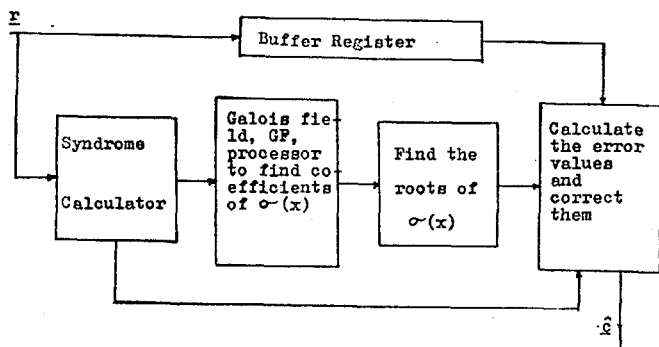 r
Buffer Register
Syndrome
Calculator
Galois fie
ld, GF,
processor
to find co
efficients
of σ(x)
Find the
roots of
σ(x)
Calculate
the error
values
and
correct
them
ĉ